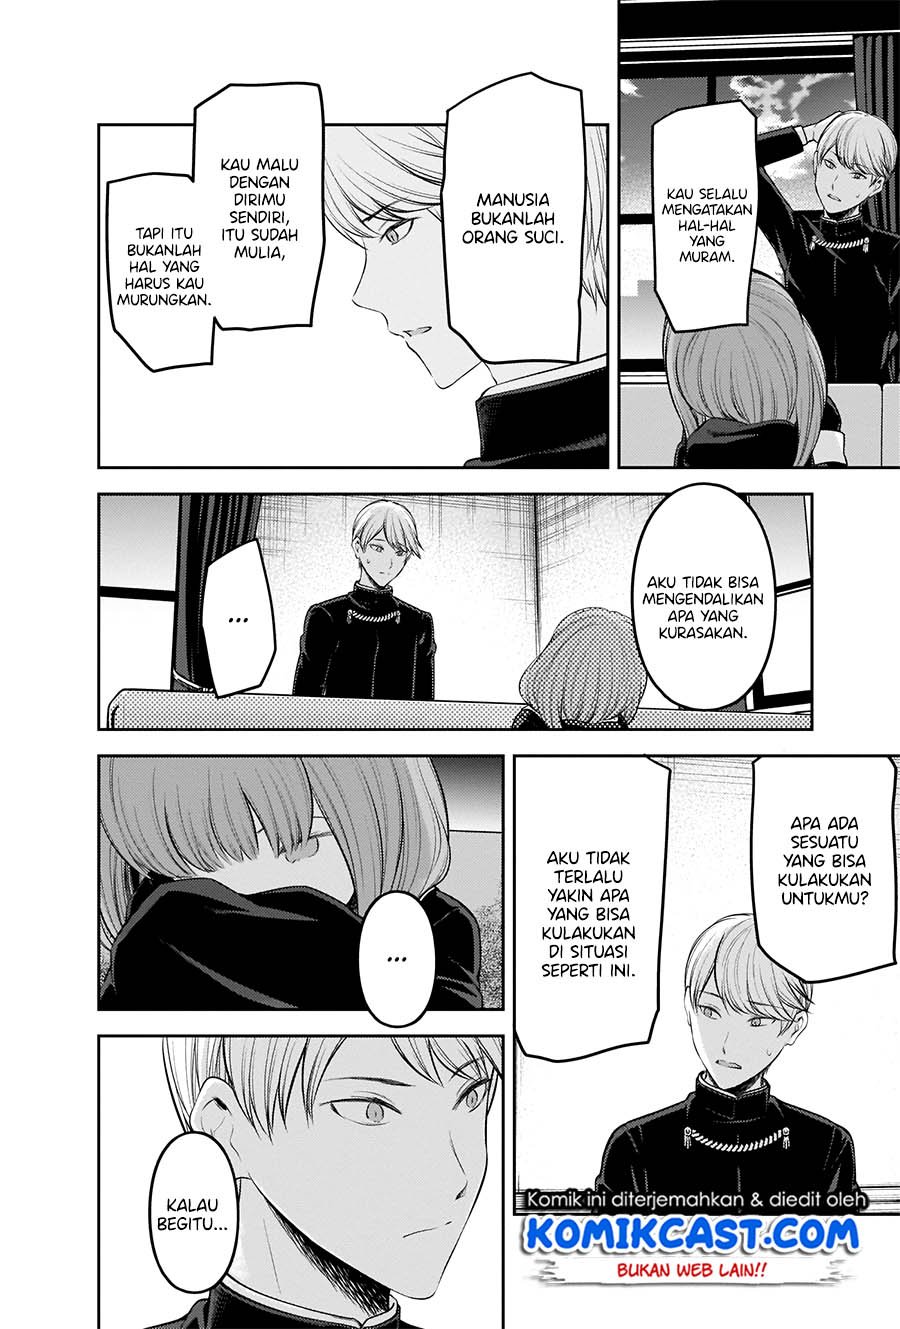 KAU SELALU
MENGATAKAN
HAL-HAL
YANG
MURAM.
MANUSIA
BUKANLAH
ORANG SUCI.
KAU MALU
DENGAN
DIRIMU
SENDIRI,
ITU SUDAH
MULIA,
TAPI ITU
BUKANLAH
HAL YANG
HARUS KAU
MURUNGKAN.
AKU TIDAK BISA
MENGENDALIKAN
APA YANG
KURASAKAN.
...
APA ADA
SESUATU
YANG BISA
KULAKUKAN
UNTUKMU?
AKU TIDAK
TERLALU
YAKIN APA
YANG BISA
KULAKUKAN
DI SITUASI
SEPERTI INI.
...
KALAU
BEGITU...
Komik ini diterjemahkan & diedit oleh
KOMIKCAST.COM
BUKAN WEB LAIN!!